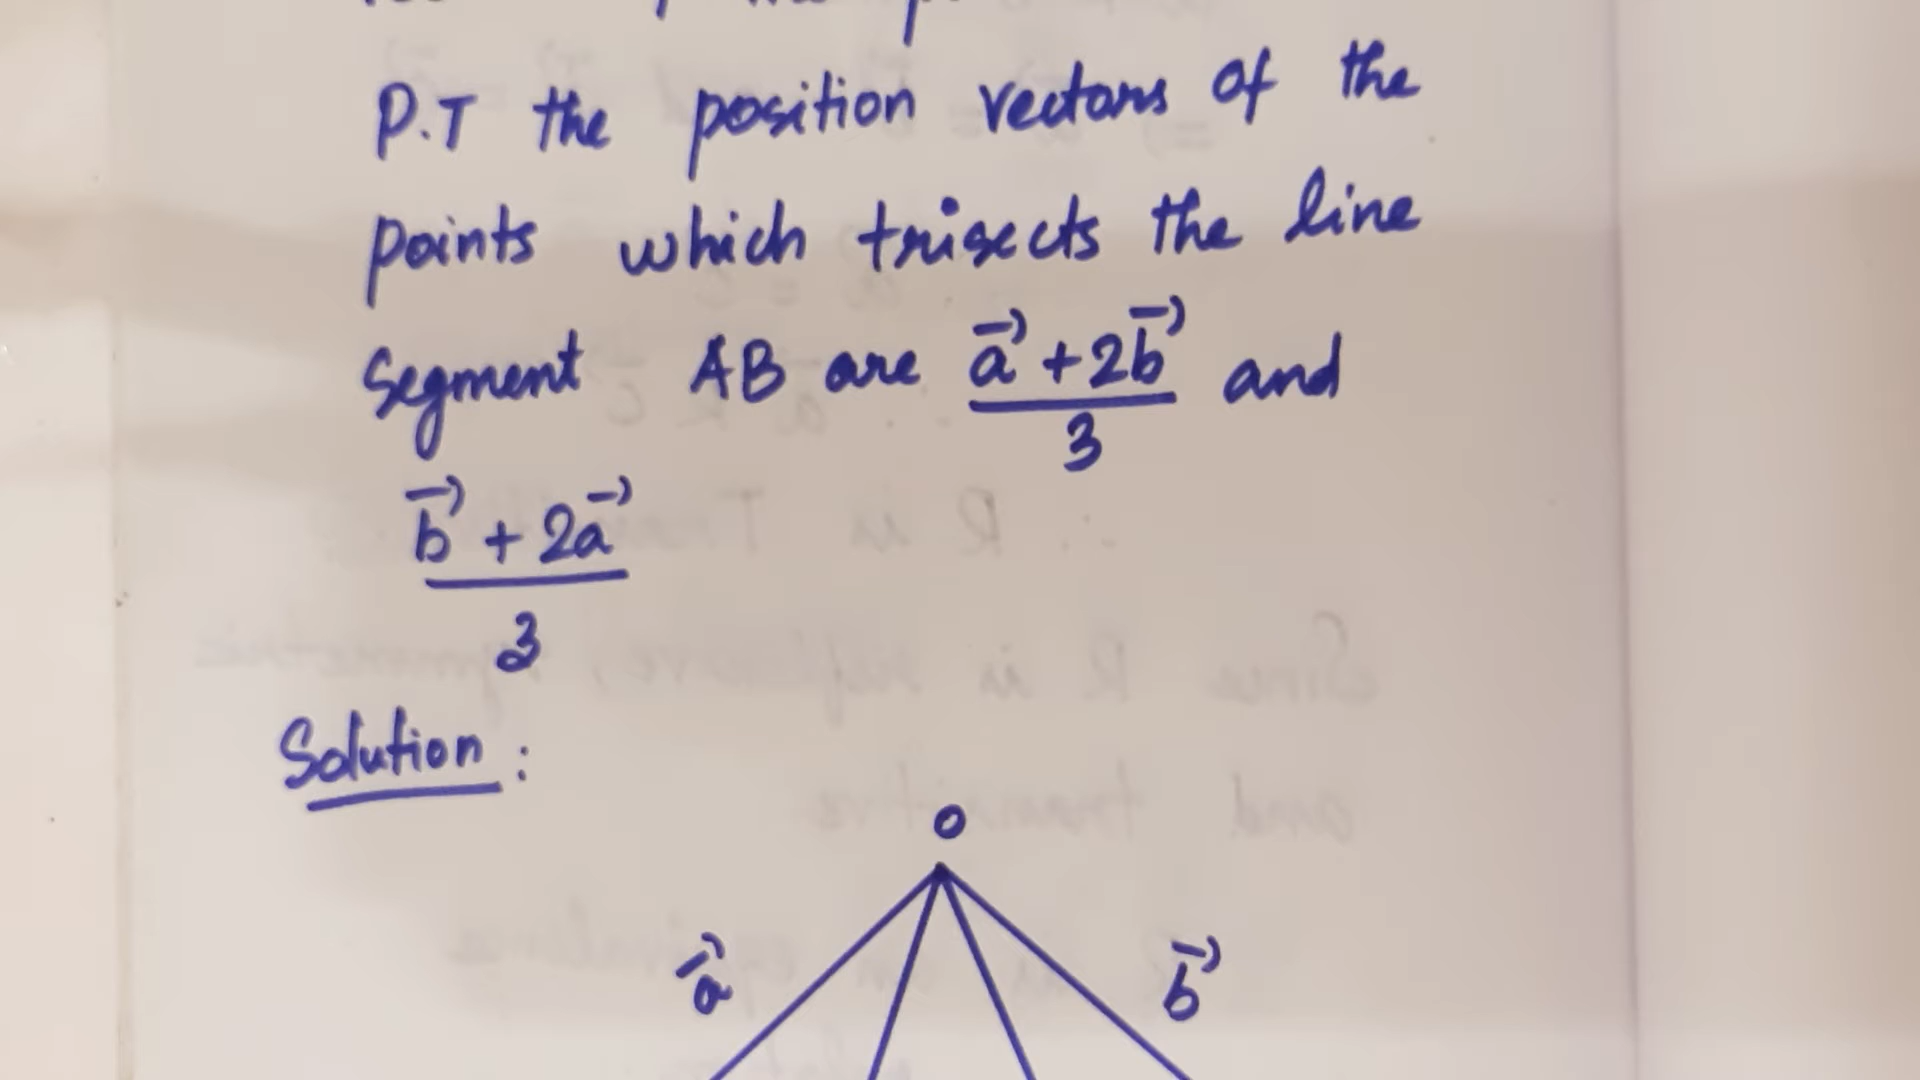 P.T the position vectors of the
points which trisects the line
segment AB are (a⃗ + 2b⃗)/3 and
(b⃗ + 2a⃗)/3
Solution :
O
a⃗ b⃗